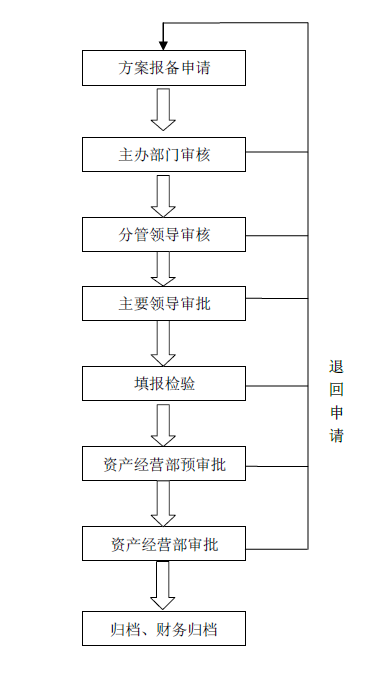 方案报备申请
主办部门审核
分管领导审核
主要领导审批
填报检验
资产经营部预审批
资产经营部审批
归档、财务归档
退回申请